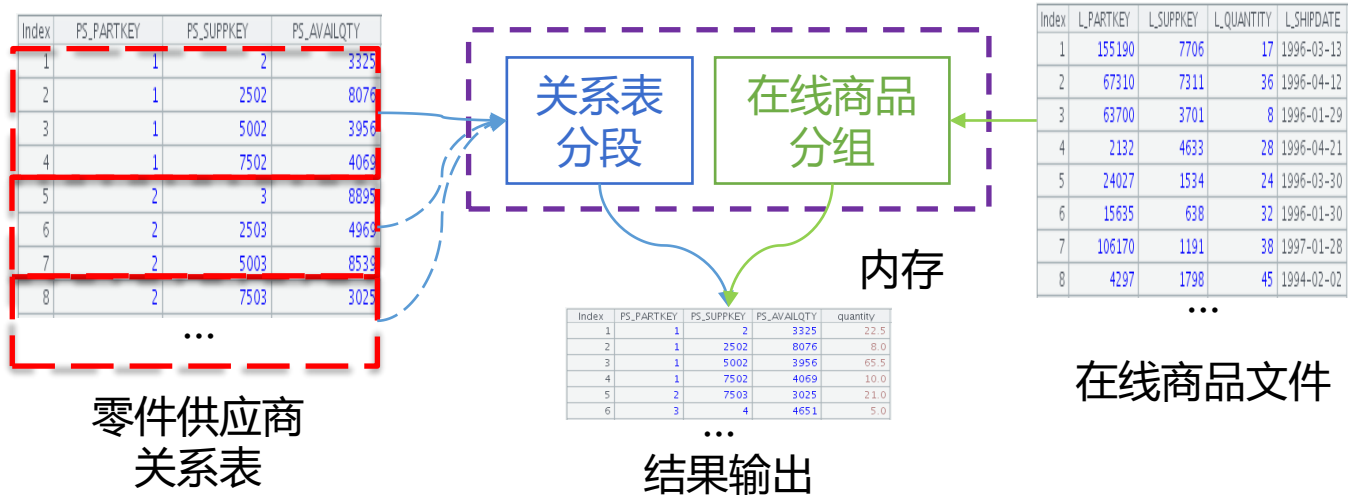 Index PS_PARTKEY PS_SUPPKEY PS_AVAILQTY
1 1 2 3325
2 1 2502 8076
3 1 5002 3956
4 1 7502 4069
5 2 3 8895
6 2 2503 4969
7 2 5003 8539
8 2 7503 3025
...
零件供应商
关系表
关系表
分段
在线商品
分组
内存
Index L_PARTKEY L_SUPPKEY L_QUANTITY L_SHIPDATE
1 155190 7706 17 1996-03-13
2 67310 7311 36 1996-04-12
3 63700 3701 8 1996-01-29
4 2132 4633 28 1996-04-21
5 24027 1534 24 1996-03-30
6 15635 638 32 1996-01-30
7 106170 1191 38 1997-01-28
8 4297 1798 45 1994-02-02
...
在线商品文件
Index PS_PARTKEY PS_SUPPKEY PS_AVAILQTY quantity
1 1 2 3325 22.5
2 1 2502 8076 8.0
3 1 5002 3956 65.5
4 1 7502 4069 10.0
5 2 7503 3025 21.0
6 3 4 4651 5.0
...
结果输出